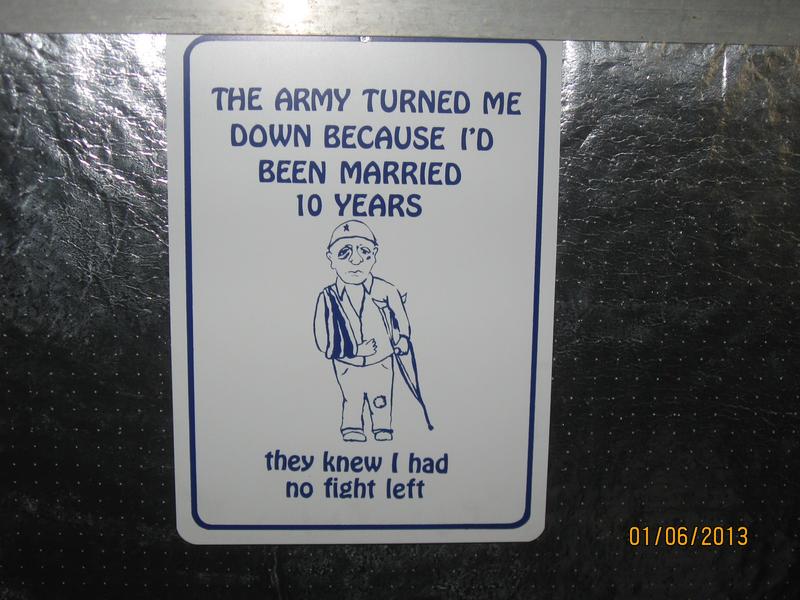 THE ARMY TURNED ME
DOWN BECAUSE I'D
BEEN MARRIED
10 YEARS
they knew I had
no fight left
01/06/2013